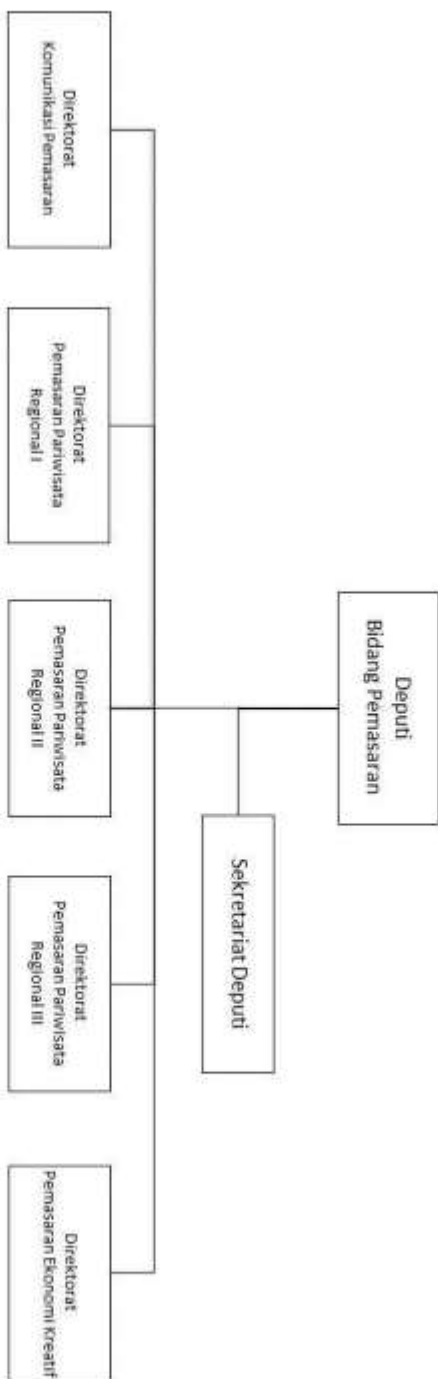 Deputi
Bidang Pemasaran
Sekretariat Deputi
Direktorat
Komunikasi Pemasaran
Direktorat
Pemasaran Pariwisata
Regional I
Direktorat
Pemasaran Pariwisata
Regional II
Direktorat
Pemasaran Pariwisata
Regional III
Direktorat
Pemasaran Ekonomi Kreatif